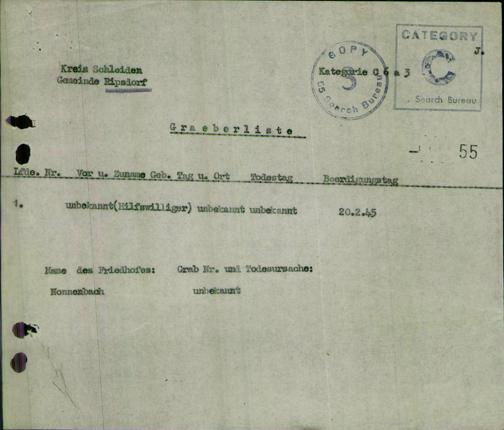 CATEGORY
J.
COPY
Kreis Schleiden
Kategorie C 6 a 3
Gemeinde Ripsdorf
S
C
ITS Search Bureau
Search Bureau
Graeberliste
55
Lfde. Nr. Vor u. Zuname Geb. Tag u. Ort Todestag Beerdigungstag
1. unbekannt(Hilfswilliger) unbekannt unbekannt 20.2.45
Name des Friedhofes: Grab Nr. und Todesursache:
Nonnenbach unbekannt